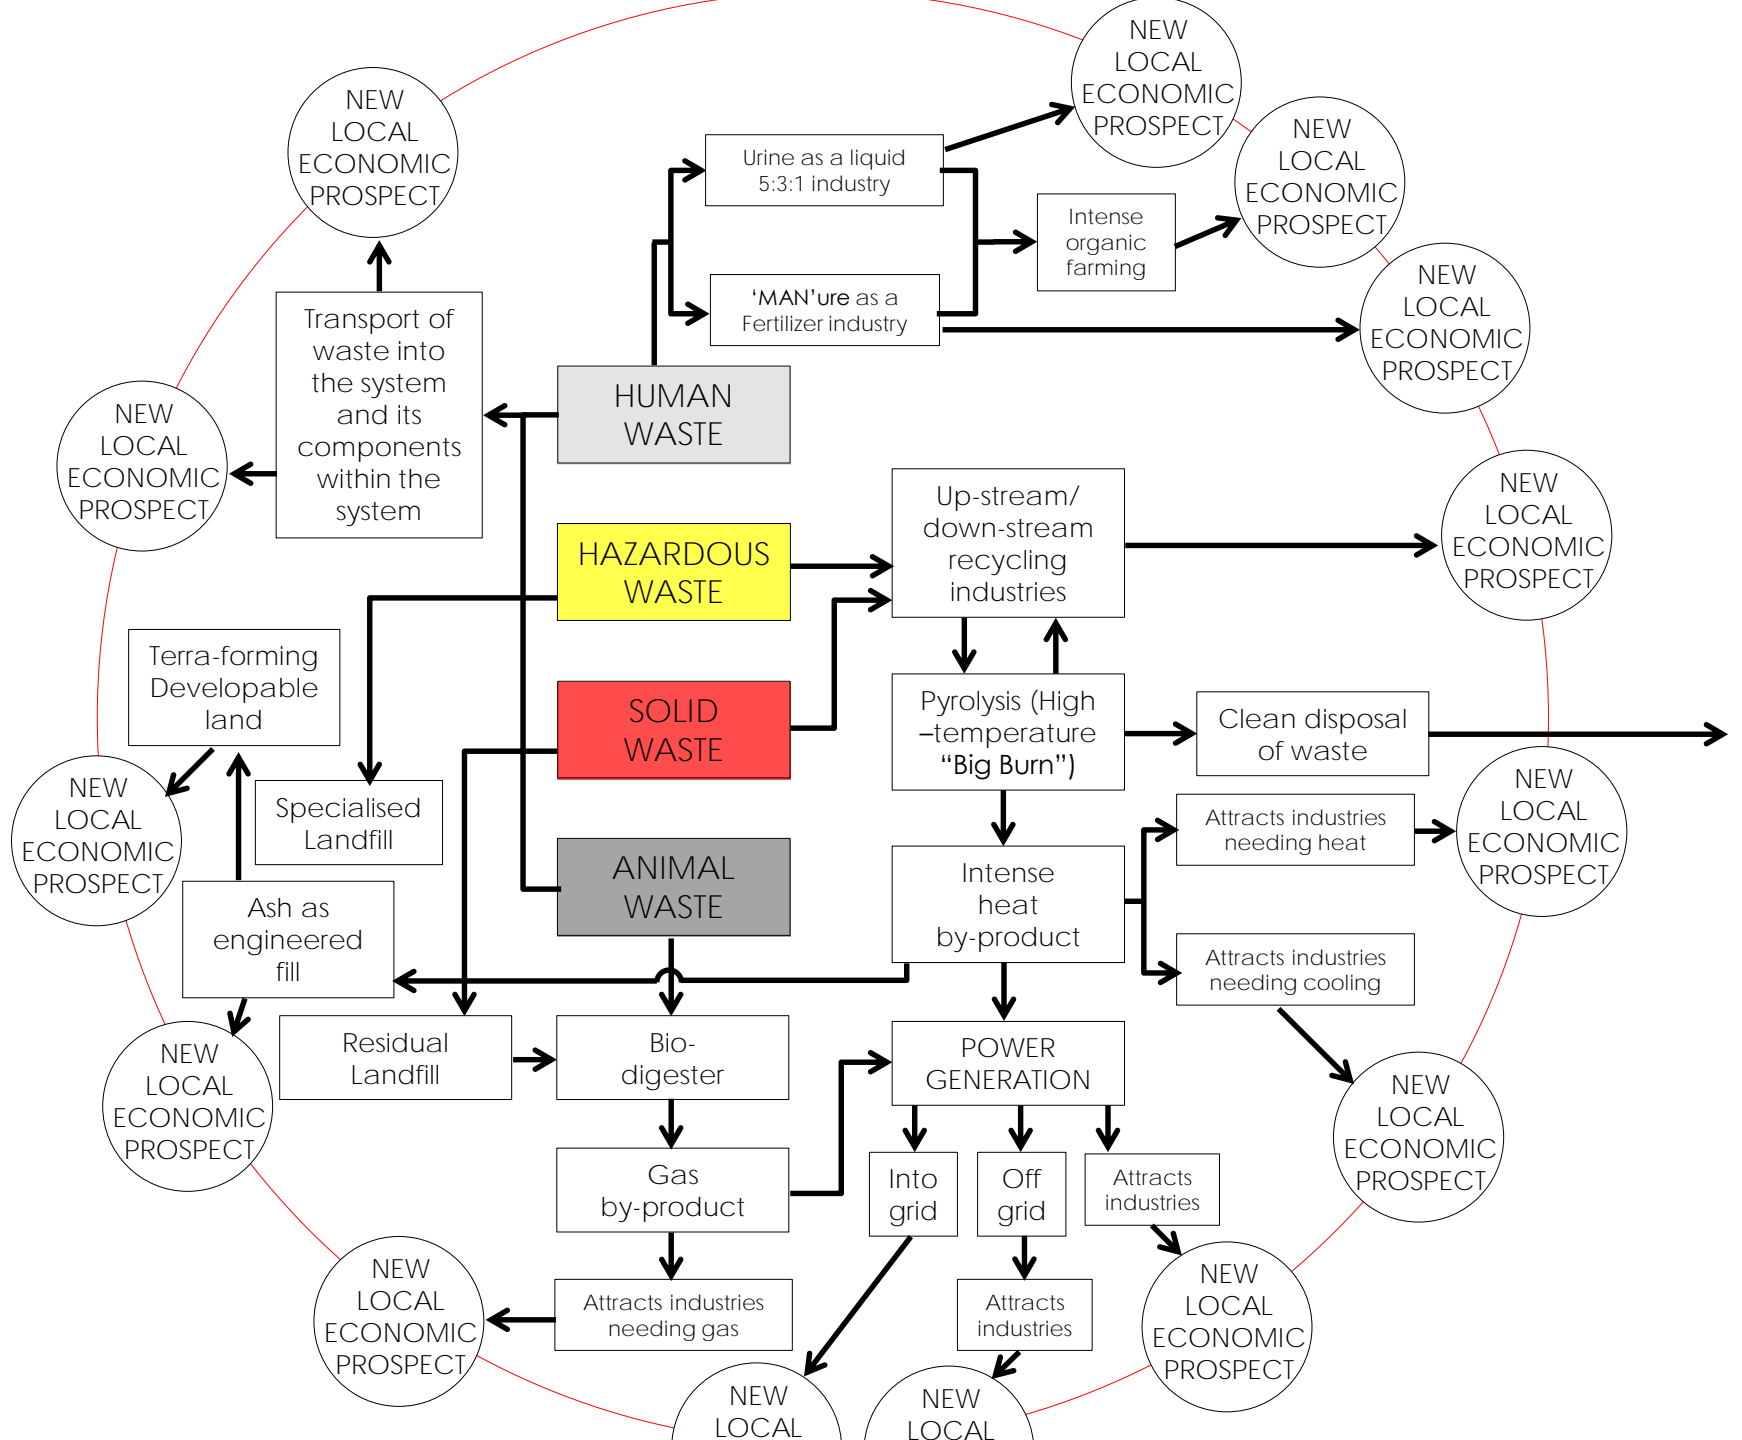 NEW
LOCAL
ECONOMIC
PROSPECT
NEW
LOCAL
ECONOMIC
PROSPECT
NEW
LOCAL
ECONOMIC
PROSPECT
Urine as a liquid
5:3:1 industry
Intense
organic
farming
‘MAN’ure as a
Fertilizer industry
NEW
LOCAL
ECONOMIC
PROSPECT
Transport of
waste into
the system
and its
components
within the
system
HUMAN
WASTE
NEW
LOCAL
ECONOMIC
PROSPECT
Up-stream/
down-stream
recycling
industries
NEW
LOCAL
ECONOMIC
PROSPECT
HAZARDOUS
WASTE
Terra-forming
Developable
land
SOLID
WASTE
Pyrolysis (High
–temperature
“Big Burn”)
Clean disposal
of waste
NEW
LOCAL
ECONOMIC
PROSPECT
Specialised
Landfill
Attracts industries
needing heat
NEW
LOCAL
ECONOMIC
PROSPECT
ANIMAL
WASTE
Intense
heat
by-product
Ash as
engineered
fill
Attracts industries
needing cooling
NEW
LOCAL
ECONOMIC
PROSPECT
Residual
Landfill
Bio-
digester
POWER
GENERATION
NEW
LOCAL
ECONOMIC
PROSPECT
Gas
by-product
Into
grid
Off
grid
Attracts
industries
NEW
LOCAL
ECONOMIC
PROSPECT
Attracts industries
needing gas
Attracts
industries
NEW
LOCAL
ECONOMIC
PROSPECT
NEW
LOCAL
NEW
LOCAL